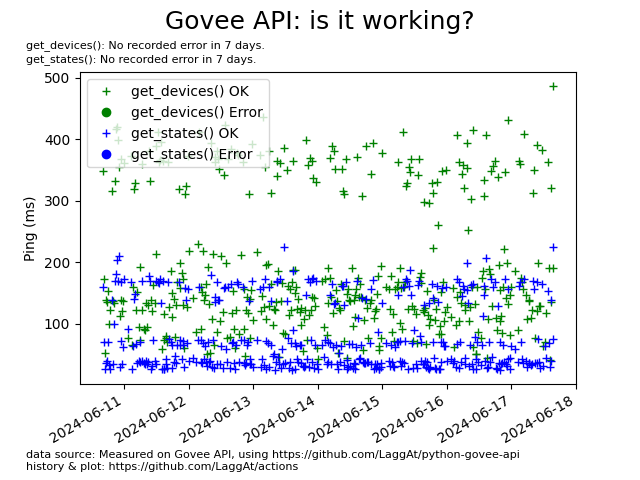 Govee API: is it working?
get_devices(): No recorded error in 7 days.
get_states(): No recorded error in 7 days.
500
400
300
200
100
Ping (ms)
get_devices() OK
get_devices() Error
get_states() OK
get_states() Error
2024-06-11
2024-06-12
2024-06-13
2024-06-14
2024-06-15
2024-06-16
2024-06-17
2024-06-18
data source: Measured on Govee API, using https://github.com/LaggAt/python-govee-api
history & plot: https://github.com/LaggAt/actions